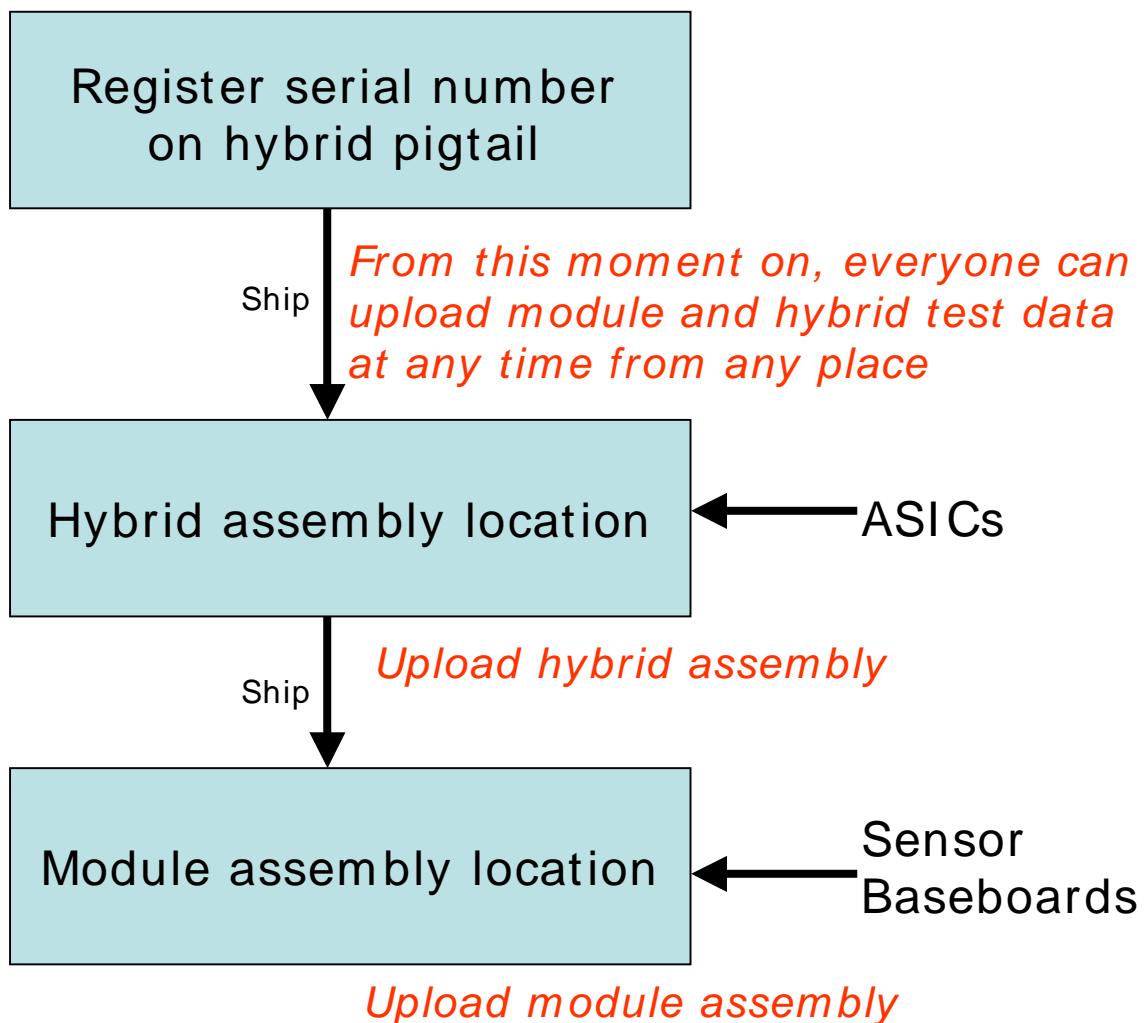 Register serial number
on hybrid pigtail
Ship
From this moment on, everyone can
upload module and hybrid test data
at any time from any place
Hybrid assembly location
ASICs
Ship
Upload hybrid assembly
Module assembly location
Sensor
Baseboards
Upload module assembly